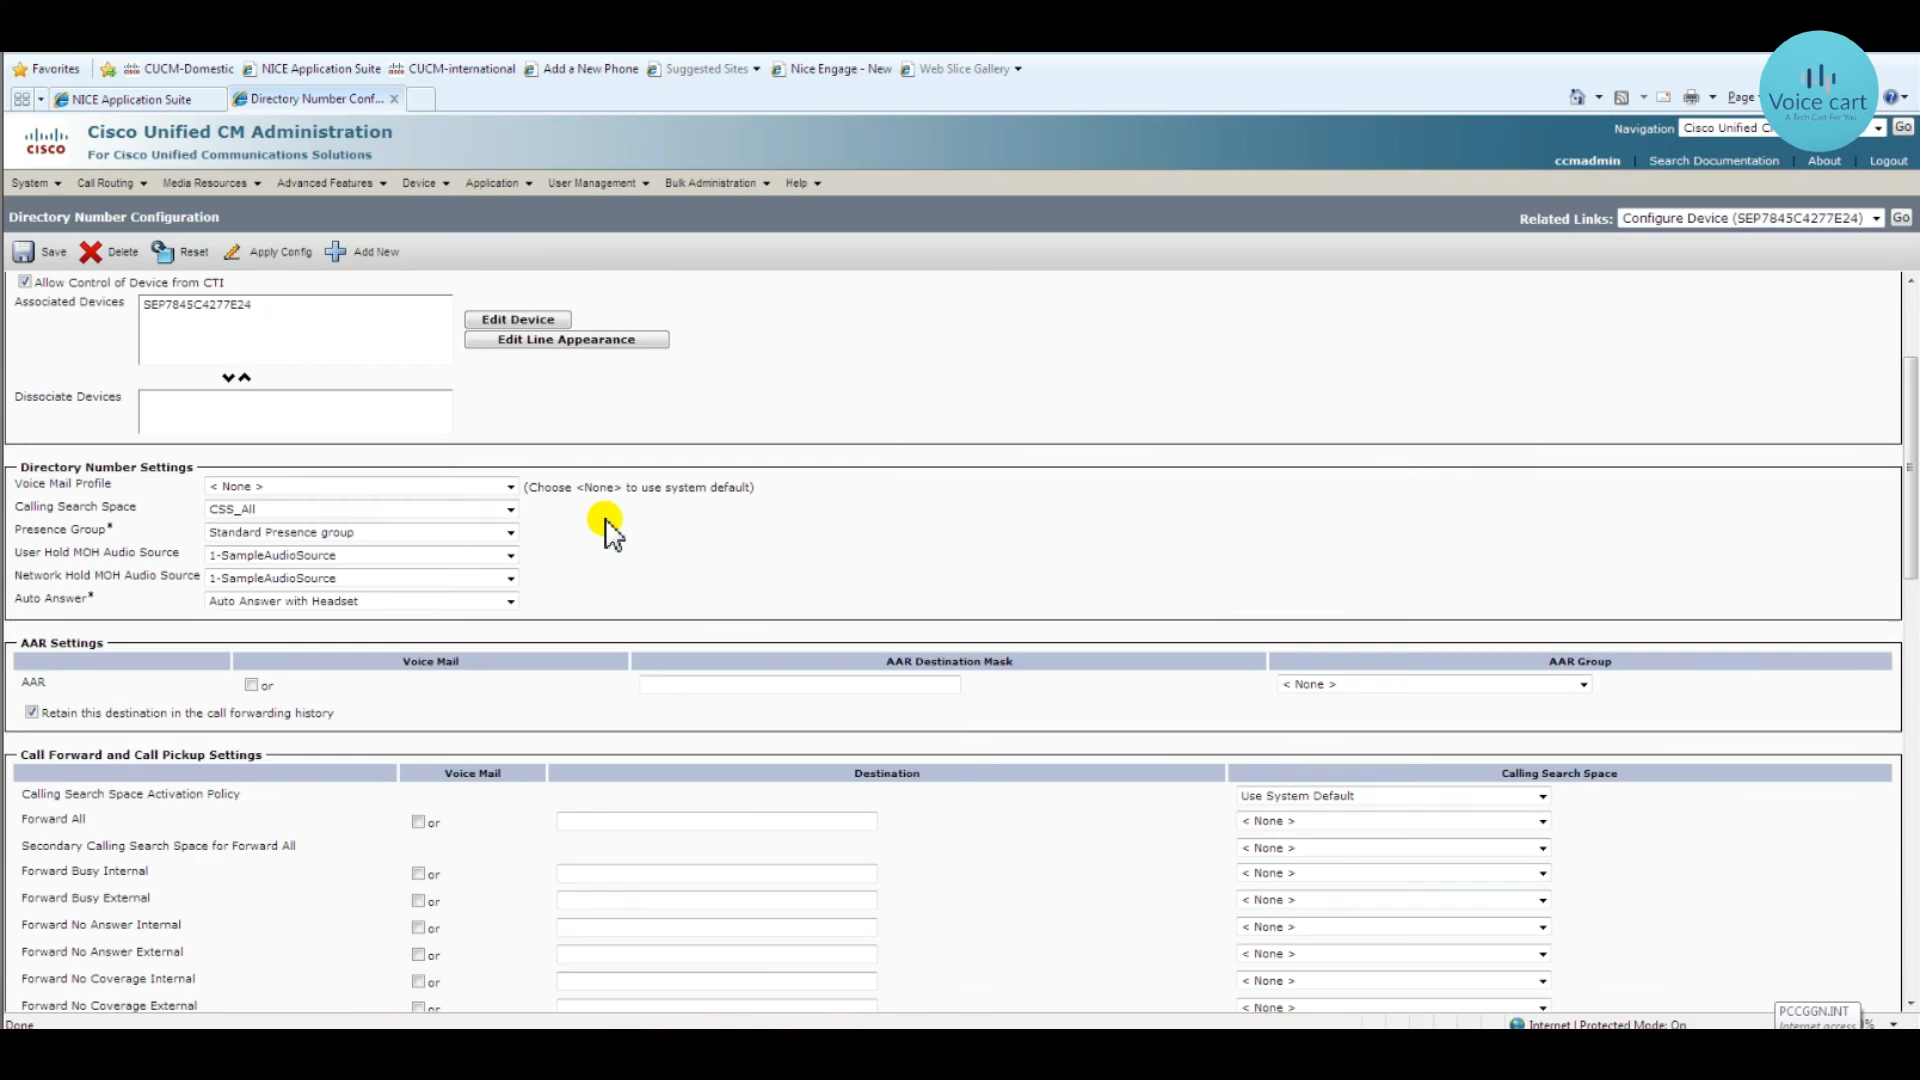 Favorites CUCM-Domestic NICE Application Suite CUCM-international Add a New Phone Suggested Sites Nice Engage - New Web Slice Gallery
NICE Application Suite Directory Number Conf... Page
Voice cart
A Tech Cart For You
CISCO
Cisco Unified CM Administration
For Cisco Unified Communications Solutions
Navigation Cisco Unified Go
ccmadmin Search Documentation About Logout
System Call Routing Media Resources Advanced Features Device Application User Management Bulk Administration Help
Directory Number Configuration
Related Links: Configure Device (SEP7845C4277E24) Go
Save Delete Reset Apply Config Add New
Allow Control of Device from CTI
Associated Devices SEP7845C4277E24
Edit Device
Edit Line Appearance
Dissociate Devices
Directory Number Settings
Voice Mail Profile < None > (Choose <None> to use system default)
Calling Search Space CSS_All
Presence Group* Standard Presence group
User Hold MOH Audio Source 1-SampleAudioSource
Network Hold MOH Audio Source 1-SampleAudioSource
Auto Answer* Auto Answer with Headset
AAR Settings
Voice Mail AAR Destination Mask AAR Group
AAR or < None >
Retain this destination in the call forwarding history
Call Forward and Call Pickup Settings
Voice Mail Destination Calling Search Space
Calling Search Space Activation Policy Use System Default
Forward All or < None >
Secondary Calling Search Space for Forward All < None >
Forward Busy Internal or < None >
Forward Busy External or < None >
Forward No Answer Internal or < None >
Forward No Answer External or < None >
Forward No Coverage Internal or < None >
Forward No Coverage External or < None >
PCCGGN.INT
Internet access
Done Internet | Protected Mode: On